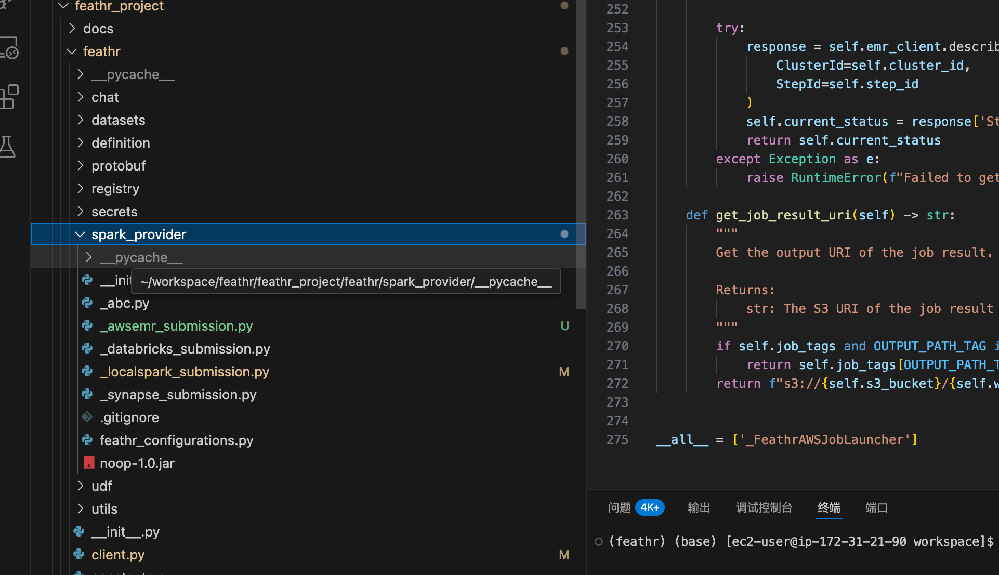 feathr_project
docs
feathr
__pycache__
chat
datasets
definition
protobuf
registry
secrets
spark_provider
__pycache__
__init
~/workspace/feathr/feathr_project/feathr/spark_provider/__pycache__
_abc.py
_awsemr_submission.py U
_databricks_submission.py
_localspark_submission.py M
_synapse_submission.py
.gitignore
feathr_configurations.py
noop-1.0.jar
udf
utils
__init__.py
client.py M
252
253 try:
254 response = self.emr_client.describ
255 ClusterId=self.cluster_id,
256 StepId=self.step_id
257 )
258 self.current_status = response['St
259 return self.current_status
260 except Exception as e:
261 raise RuntimeError(f"Failed to get
262
263 def get_job_result_uri(self) -> str:
264 """
265 Get the output URI of the job result.
266
267 Returns:
268 str: The S3 URI of the job result
269 """
270 if self.job_tags and OUTPUT_PATH_TAG i
271 return self.job_tags[OUTPUT_PATH_T
272 return f"s3://{self.s3_bucket}/{self.w
273
274
275 __all__ = ['_FeathrAWSJobLauncher']
问题 4K+ 输出 调试控制台 终端 端口
(feathr) (base) [ec2-user@ip-172-31-21-90 workspace]$